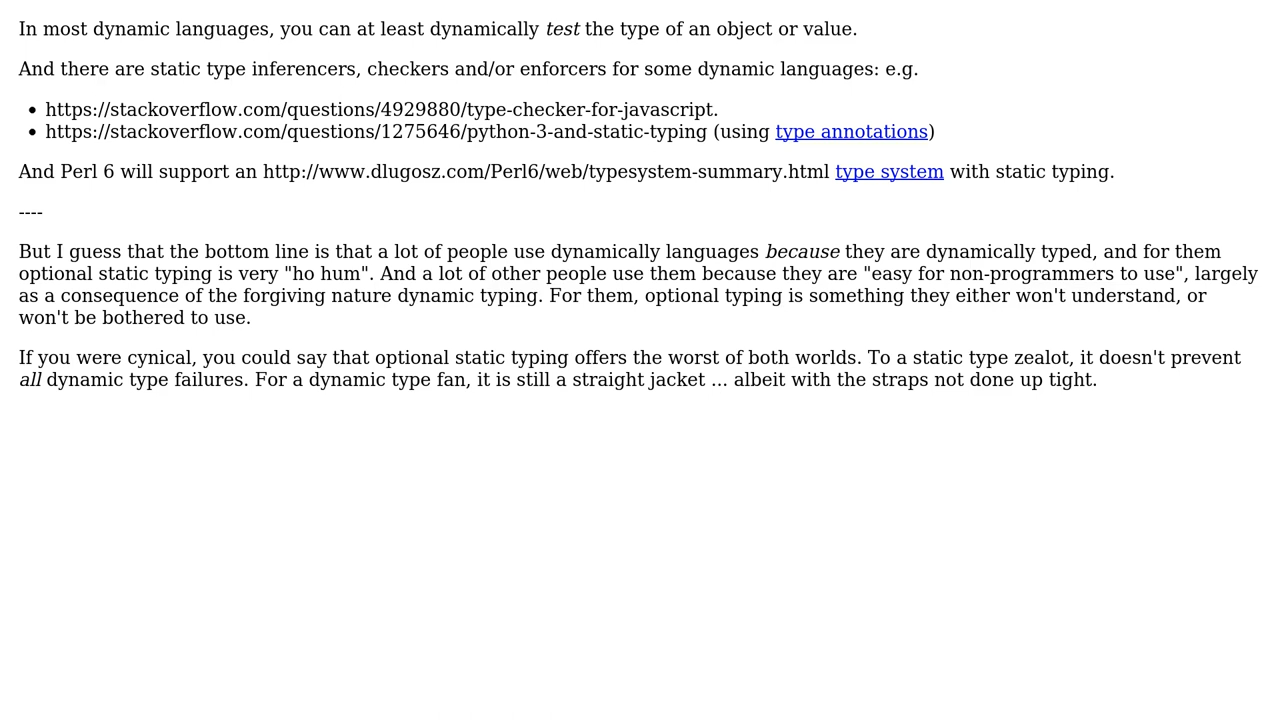 In most dynamic languages, you can at least dynamically test the type of an object or value.
And there are static type inferencers, checkers and/or enforcers for some dynamic languages: e.g.
• https://stackoverflow.com/questions/4929880/type-checker-for-javascript.
• https://stackoverflow.com/questions/1275646/python-3-and-static-typing (using type annotations)
And Perl 6 will support an http://www.dlugosz.com/Perl6/web/typesystem-summary.html type system with static typing.
----
But I guess that the bottom line is that a lot of people use dynamically languages because they are dynamically typed, and for them
optional static typing is very "ho hum". And a lot of other people use them because they are "easy for non-programmers to use", largely
as a consequence of the forgiving nature dynamic typing. For them, optional typing is something they either won't understand, or
won't be bothered to use.
If you were cynical, you could say that optional static typing offers the worst of both worlds. To a static type zealot, it doesn't prevent
all dynamic type failures. For a dynamic type fan, it is still a straight jacket ... albeit with the straps not done up tight.